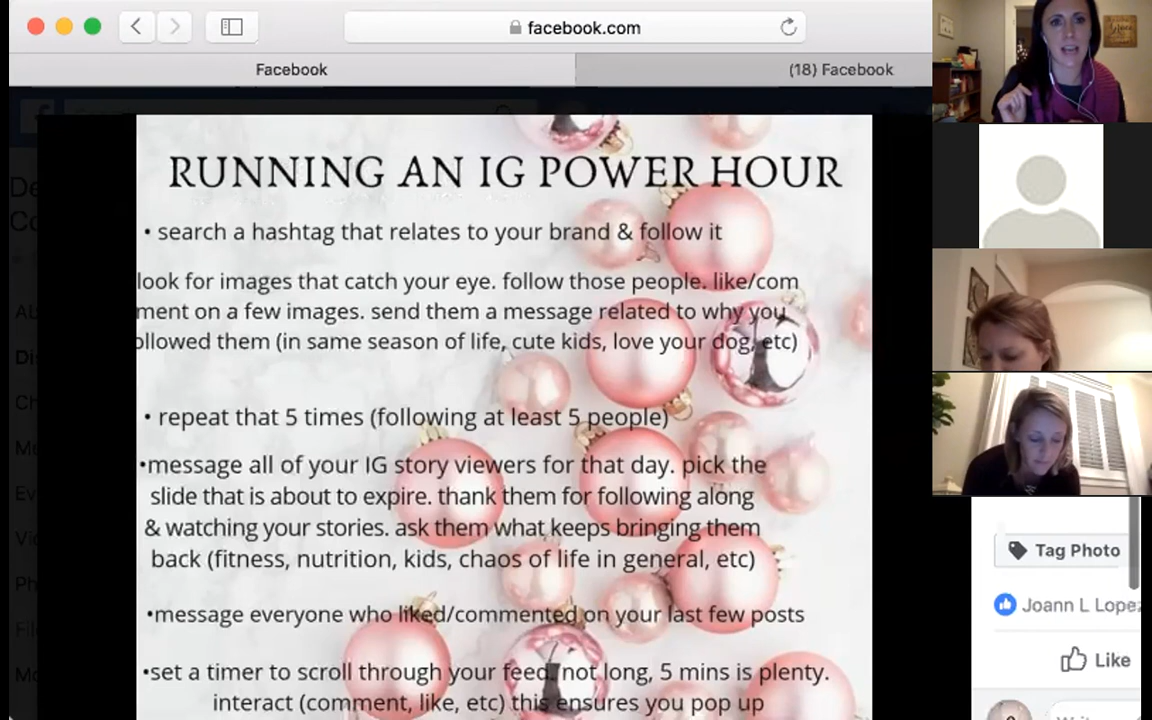 facebook.com
Facebook
(18) Facebook
RUNNING AN IG POWER HOUR
• search a hashtag that relates to your brand & follow it
look for images that catch your eye. follow those people. like/com
ment on a few images. send them a message related to why you
ollowed them (in same season of life, cute kids, love your dog, etc)
• repeat that 5 times (following at least 5 people)
•message all of your IG story viewers for that day. pick the
slide that is about to expire. thank them for following along
& watching your stories. ask them what keeps bringing them
back (fitness, nutrition, kids, chaos of life in general, etc)
•message everyone who liked/commented on your last few posts
•set a timer to scroll through your feed. not long, 5 mins is plenty.
interact (comment, like, etc) this ensures you pop up
Tag Photo
Joann L Lopez
Like